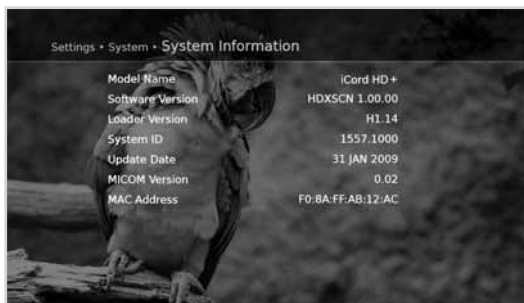 Settings • System • System Information
Model Name iCord HD+
Software Version HDXSCN 1.00.00
Loader Version H1.14
System ID 1557.1000
Update Date 31 JAN 2009
MICOM Version 0.02
MAC Address F0:8A:FF:AB:12:AC